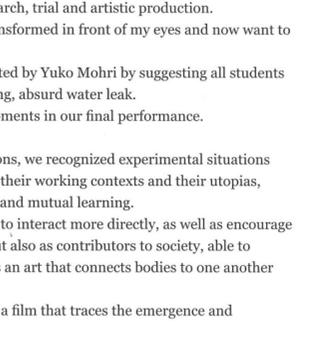 arch, trial and artistic production.
nsformed in front of my eyes and now want to
ted by Yuko Mohri by suggesting all students
ng, absurd water leak.
ments in our final performance.
ons, we recognized experimental situations
their working contexts and their utopias,
and mutual learning.
to interact more directly, as well as encourage
t also as contributors to society, able to
an art that connects bodies to one another
a film that traces the emergence and